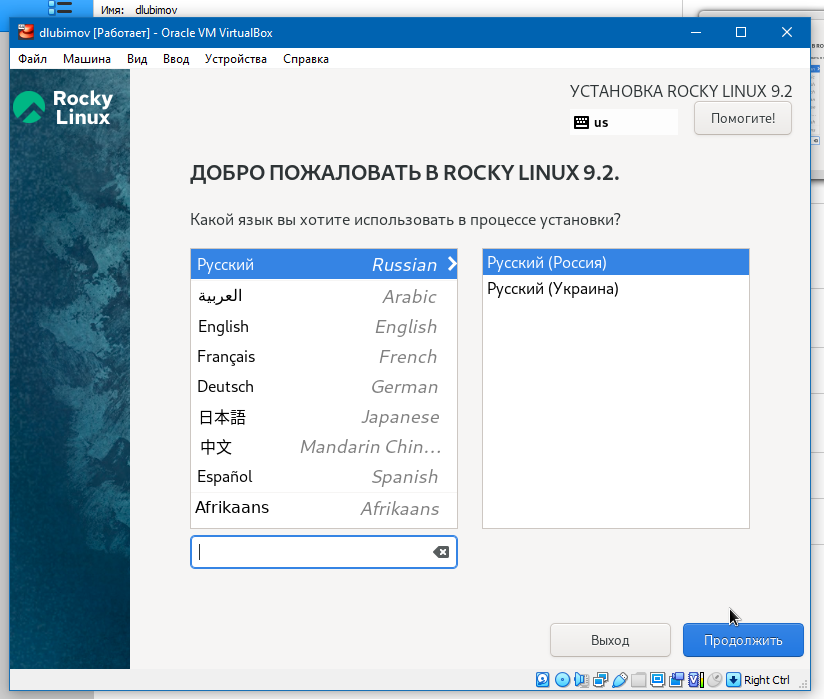 Имя: dlubimov
dlubimov [Работает] - Oracle VM VirtualBox
Файл Машина Вид Ввод Устройства Справка
Rocky
Linux
УСТАНОВКА ROCKY LINUX 9.2
us
Помогите!
ДОБРО ПОЖАЛОВАТЬ В ROCKY LINUX 9.2.
Какой язык вы хотите использовать в процессе установки?
Русский Russian
العربية Arabic
English English
Français French
Deutsch German
日本語 Japanese
中文 Mandarin Chin...
Español Spanish
Afrikaans Afrikaans
Русский (Россия)
Русский (Украина)
Выход
Продолжить
Right Ctrl